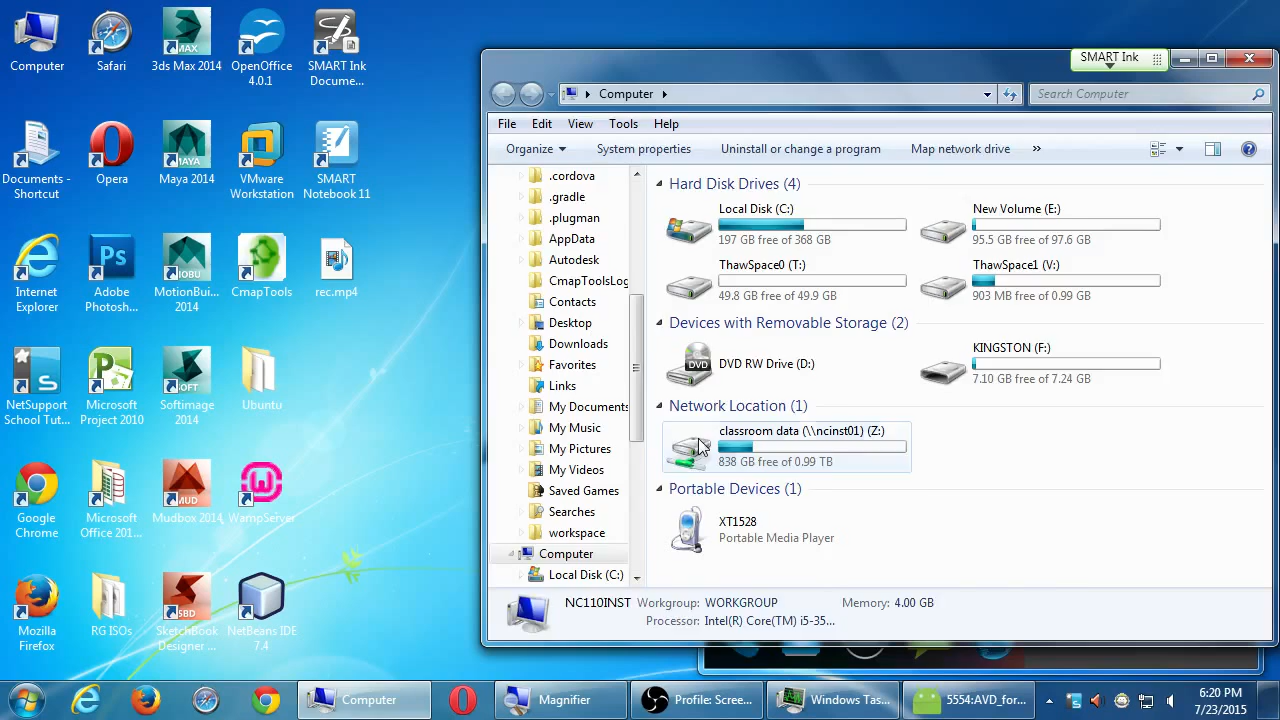 Computer
Safari
3ds Max 2014
OpenOffice
4.0.1
SMART Ink
Docume...
Documents -
Shortcut
Opera
Maya 2014
VMware
Workstation
SMART
Notebook 11
Internet
Explorer
Adobe
Photosh...
MotionBui...
2014
CmapTools
rec.mp4
NetSupport
School Tut...
Microsoft
Project 2010
Softimage
2014
Ubuntu
Google
Chrome
Microsoft
Office 201...
Mudbox 2014
WampServer
Mozilla
Firefox
RG ISOs
SketchBook
Designer ...
NetBeans IDE
7.4
MAX
MAYA
Ps
MOBU
SOFT
MUD
SBD
SMART Ink
Computer
Search Computer
File Edit View Tools Help
Organize System properties Uninstall or change a program Map network drive »
.cordova
.gradle
.plugman
AppData
Autodesk
CmapToolsLog
Contacts
Desktop
Downloads
Favorites
Links
My Documents
My Music
My Pictures
My Videos
Saved Games
Searches
workspace
Computer
Local Disk (C:)
Hard Disk Drives (4)
Local Disk (C:)
197 GB free of 368 GB
New Volume (E:)
95.5 GB free of 97.6 GB
ThawSpace0 (T:)
49.8 GB free of 49.9 GB
ThawSpace1 (V:)
903 MB free of 0.99 GB
Devices with Removable Storage (2)
DVD
DVD RW Drive (D:)
KINGSTON (F:)
7.10 GB free of 7.24 GB
Network Location (1)
classroom data (\\ncinst01) (Z:)
838 GB free of 0.99 TB
Portable Devices (1)
XT1528
Portable Media Player
NC110INST Workgroup: WORKGROUP Memory: 4.00 GB
Processor: Intel(R) Core(TM) i5-35...
Computer
Magnifier
Profile: Scree...
Windows Tas...
5554:AVD_for...
6:20 PM
7/23/2015